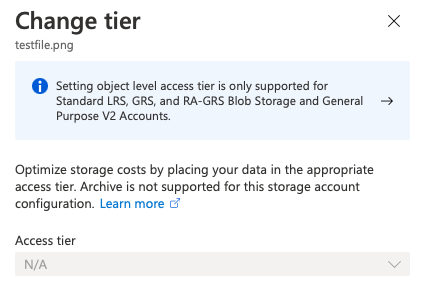 Change tier
testfile.png
Setting object level access tier is only supported for
Standard LRS, GRS, and RA-GRS Blob Storage and General
Purpose V2 Accounts.
Optimize storage costs by placing your data in the appropriate
access tier. Archive is not supported for this storage account
configuration. Learn more
Access tier
N/A